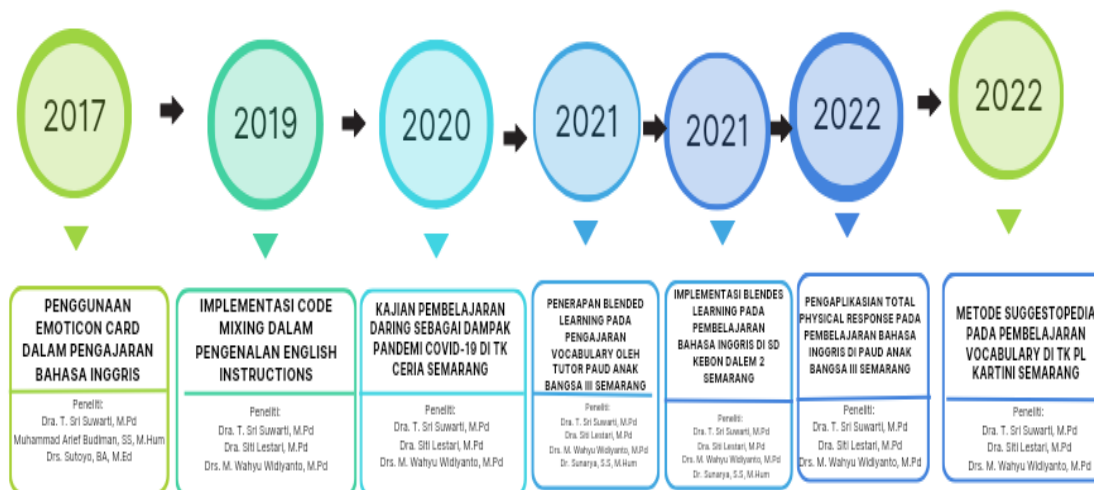 2017
2019
2020
2021
2021
2022
2022
PENGGUNAAN
EMOTICON CARD
DALAM PENGAJARAN
BAHASA INGGRIS
Peneliti:
Dra. T. Sri Suwarti, M.Pd
Muhammad Arief Budiman, SS, M.Hum
Drs. Sutoyo, BA, M.Ed
IMPLEMENTASI CODE
MIXING DALAM
PENGENALAN ENGLISH
INSTRUCTIONS
Peneliti:
Dra. T. Sri Suwarti, M.Pd
Dra. Siti Lestari, M.Pd
Drs. M. Wahyu Widiyanto, M.Pd
KAJIAN PEMBELAJARAN
DARING SEBAGAI DAMPAK
PANDEMI COVID-19 DI TK
CERIA SEMARANG
Peneliti:
Dra. T. Sri Suwarti, M.Pd
Dra. Siti Lestari, M.Pd
Drs. M. Wahyu Widiyanto, M.Pd
PENERAPAN BLENDED
LEARNING PADA
PENGAJARAN
VOCABULARY OLEH
TUTOR PAUD ANAK
BANGSA III SEMARANG
Peneliti:
Dra. T. Sri Suwarti, M.Pd
Dra. Siti Lestari, M.Pd
Drs. M. Wahyu Widiyanto, M.Pd
Dr. Sunarya, S.S, M.Hum
IMPLEMENTASI BLENDES
LEARNING PADA
PEMBELAJARAN
BAHASA INGGRIS DI SD
KEBON DALEM 2
SEMARANG
Peneliti:
Dra. T. Sri Suwarti, M.Pd
Dra. Siti Lestari, M.Pd
Drs. M. Wahyu Widiyanto, M.Pd
Dr. Sunarya, S.S, M.Hum
PENGAPLIKASIAN TOTAL
PHYSICAL RESPONSE PADA
PEMBELAJARAN BAHASA
INGGRIS DI PAUD ANAK
BANGSA III SEMARANG
Peneliti:
Dra. T. Sri Suwarti, M.Pd
Dra. Siti Lestari, M.Pd
Drs. M. Wahyu Widiyanto, M.Pd
METODE SUGGESTOPEDIA
PADA PEMBELAJARAN
VOCABULARY DI TK PL
KARTINI SEMARANG
Peneliti:
Dra. T. Sri Suwarti, M.Pd
Dra. Siti Lestari, M.Pd
Drs. M. Wahyu Widiyanto, M.Pd